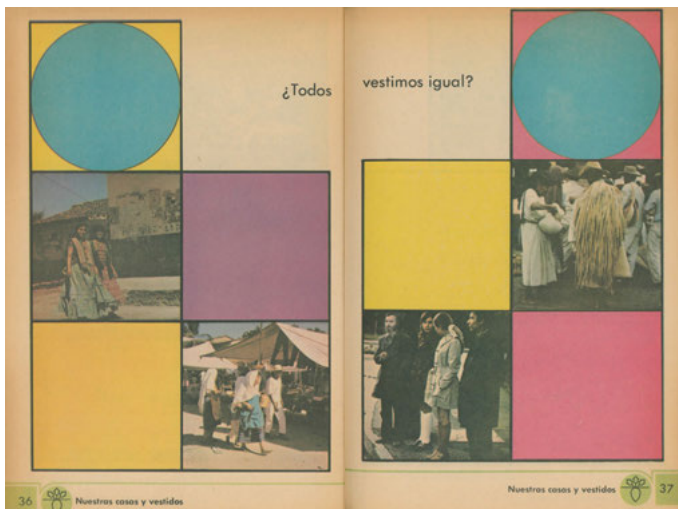 ¿Todos vestimos igual?
36 Nuestras casas y vestidos
Nuestras casas y vestidos 37